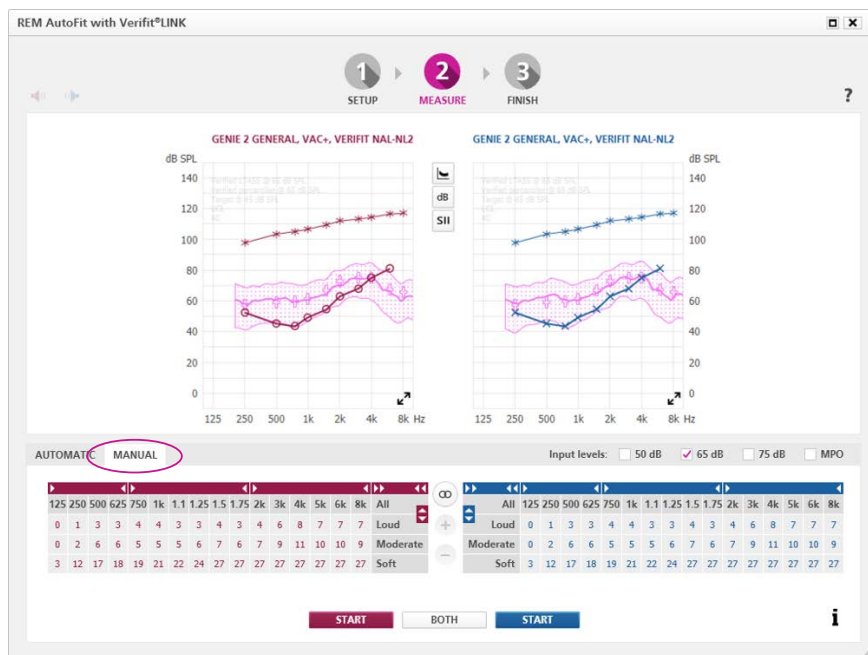 REM AutoFit with Verifit®LINK
1 2 3
SETUP MEASURE FINISH
?
GENIE 2 GENERAL, VAC+, VERIFIT NAL-NL2 GENIE 2 GENERAL, VAC+, VERIFIT NAL-NL2
dB SPL dB SPL
140 140
120 dB 120
100 SII 100
80 80
60 60
40 40
20 20
0 0
125 250 500 1k 2k 4k 8k Hz 125 250 500 1k 2k 4k 8k Hz
AUTOMATIC MANUAL Input levels: 50 dB 65 dB 75 dB MPO
125 250 500 625 750 1k 1.1 1.25 1.5 1.75 2k 3k 4k 5k 6k 8k All All 125 250 500 625 750 1k 1.1 1.25 1.5 1.75 2k 3k 4k 5k 6k 8k
0 1 3 3 4 4 3 3 4 3 4 6 8 7 7 7 Loud Loud 0 1 3 3 4 4 3 3 4 3 4 6 8 7 7 7
0 2 6 6 5 5 5 6 7 6 7 9 11 10 10 9 Moderate Moderate 0 2 6 6 5 5 5 6 7 6 7 9 11 10 10 9
3 12 17 18 19 21 22 24 27 27 27 27 27 27 27 27 Soft Soft 3 12 17 18 19 21 22 24 27 27 27 27 27 27 27 27
START BOTH START
i